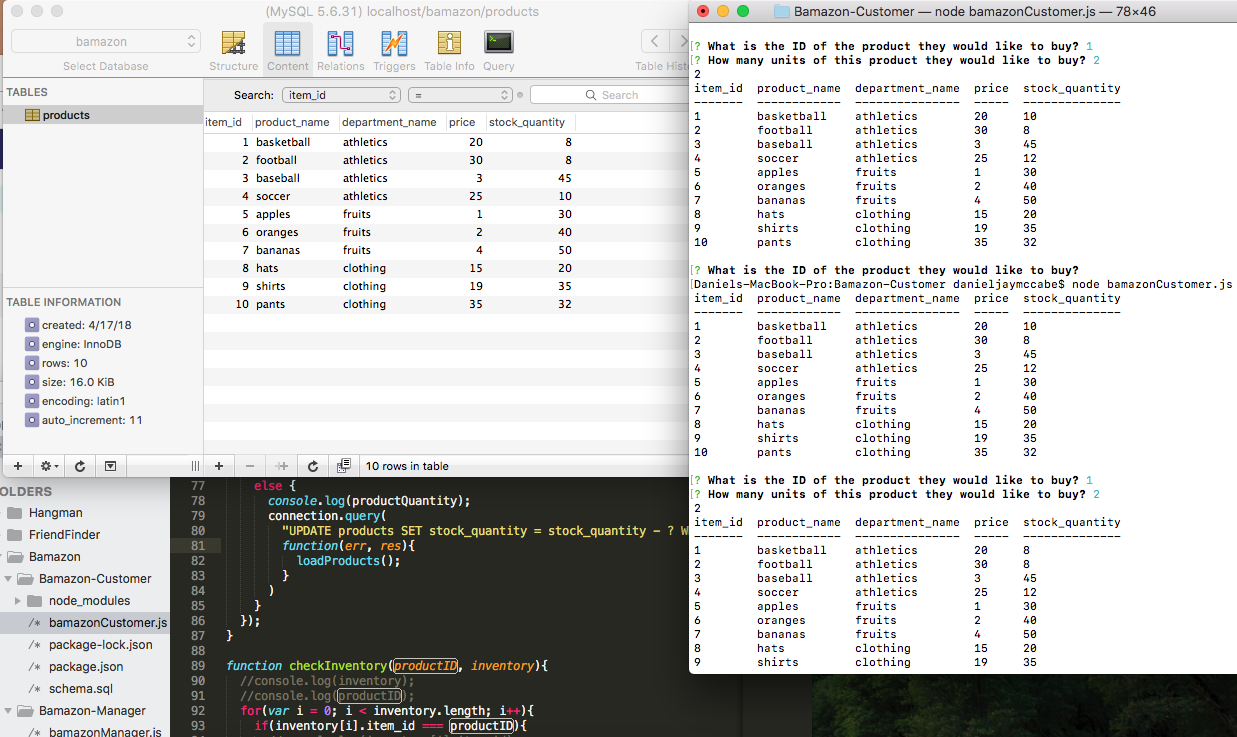 (MySQL 5.6.31) localhost/bamazon/products
bamazon
Select Database
Structure Content Relations Triggers Table Info Query Table Hist
TABLES
products
TABLE INFORMATION
created: 4/17/18
engine: InnoDB
rows: 10
size: 16.0 KiB
encoding: latin1
auto_increment: 11
Search: item_id = Search
item_id product_name department_name price stock_quantity
1 basketball athletics 20 8
2 football athletics 30 8
3 baseball athletics 3 45
4 soccer athletics 25 10
5 apples fruits 1 30
6 oranges fruits 2 40
7 bananas fruits 4 50
8 hats clothing 15 20
9 shirts clothing 19 35
10 pants clothing 35 32
10 rows in table
Bamazon-Customer — node bamazonCustomer.js — 78×46
[? What is the ID of the product they would like to buy? 1
[? How many units of this product they would like to buy? 2
2
item_id product_name department_name price stock_quantity
------- ------------ --------------- ----- --------------
1 basketball athletics 20 10
2 football athletics 30 8
3 baseball athletics 3 45
4 soccer athletics 25 12
5 apples fruits 1 30
6 oranges fruits 2 40
7 bananas fruits 4 50
8 hats clothing 15 20
9 shirts clothing 19 35
10 pants clothing 35 32
[? What is the ID of the product they would like to buy?
[Daniels-MacBook-Pro:Bamazon-Customer danieljaymccabe$ node bamazonCustomer.js
item_id product_name department_name price stock_quantity
------- ------------ --------------- ----- --------------
1 basketball athletics 20 10
2 football athletics 30 8
3 baseball athletics 3 45
4 soccer athletics 25 12
5 apples fruits 1 30
6 oranges fruits 2 40
7 bananas fruits 4 50
8 hats clothing 15 20
9 shirts clothing 19 35
10 pants clothing 35 32
[? What is the ID of the product they would like to buy? 1
[? How many units of this product they would like to buy? 2
2
item_id product_name department_name price stock_quantity
------- ------------ --------------- ----- --------------
1 basketball athletics 20 8
2 football athletics 30 8
3 baseball athletics 3 45
4 soccer athletics 25 12
5 apples fruits 1 30
6 oranges fruits 2 40
7 bananas fruits 4 50
8 hats clothing 15 20
9 shirts clothing 19 35
OLDERS
Hangman
FriendFinder
Bamazon
Bamazon-Customer
node_modules
/* bamazonCustomer.js
/* package-lock.json
/* package.json
/* schema.sql
Bamazon-Manager
/* bamazonManager.js
77 else {
78 console.log(productQuantity);
79 connection.query(
80 "UPDATE products SET stock_quantity = stock_quantity - ? W
81 function(err, res){
82 loadProducts();
83 }
84 )
85 }
86 });
87 }
88
89 function checkInventory(productID, inventory){
90 //console.log(inventory);
91 //console.log(productID);
92 for(var i = 0; i < inventory.length; i++){
93 if(inventory[i].item_id === productID){